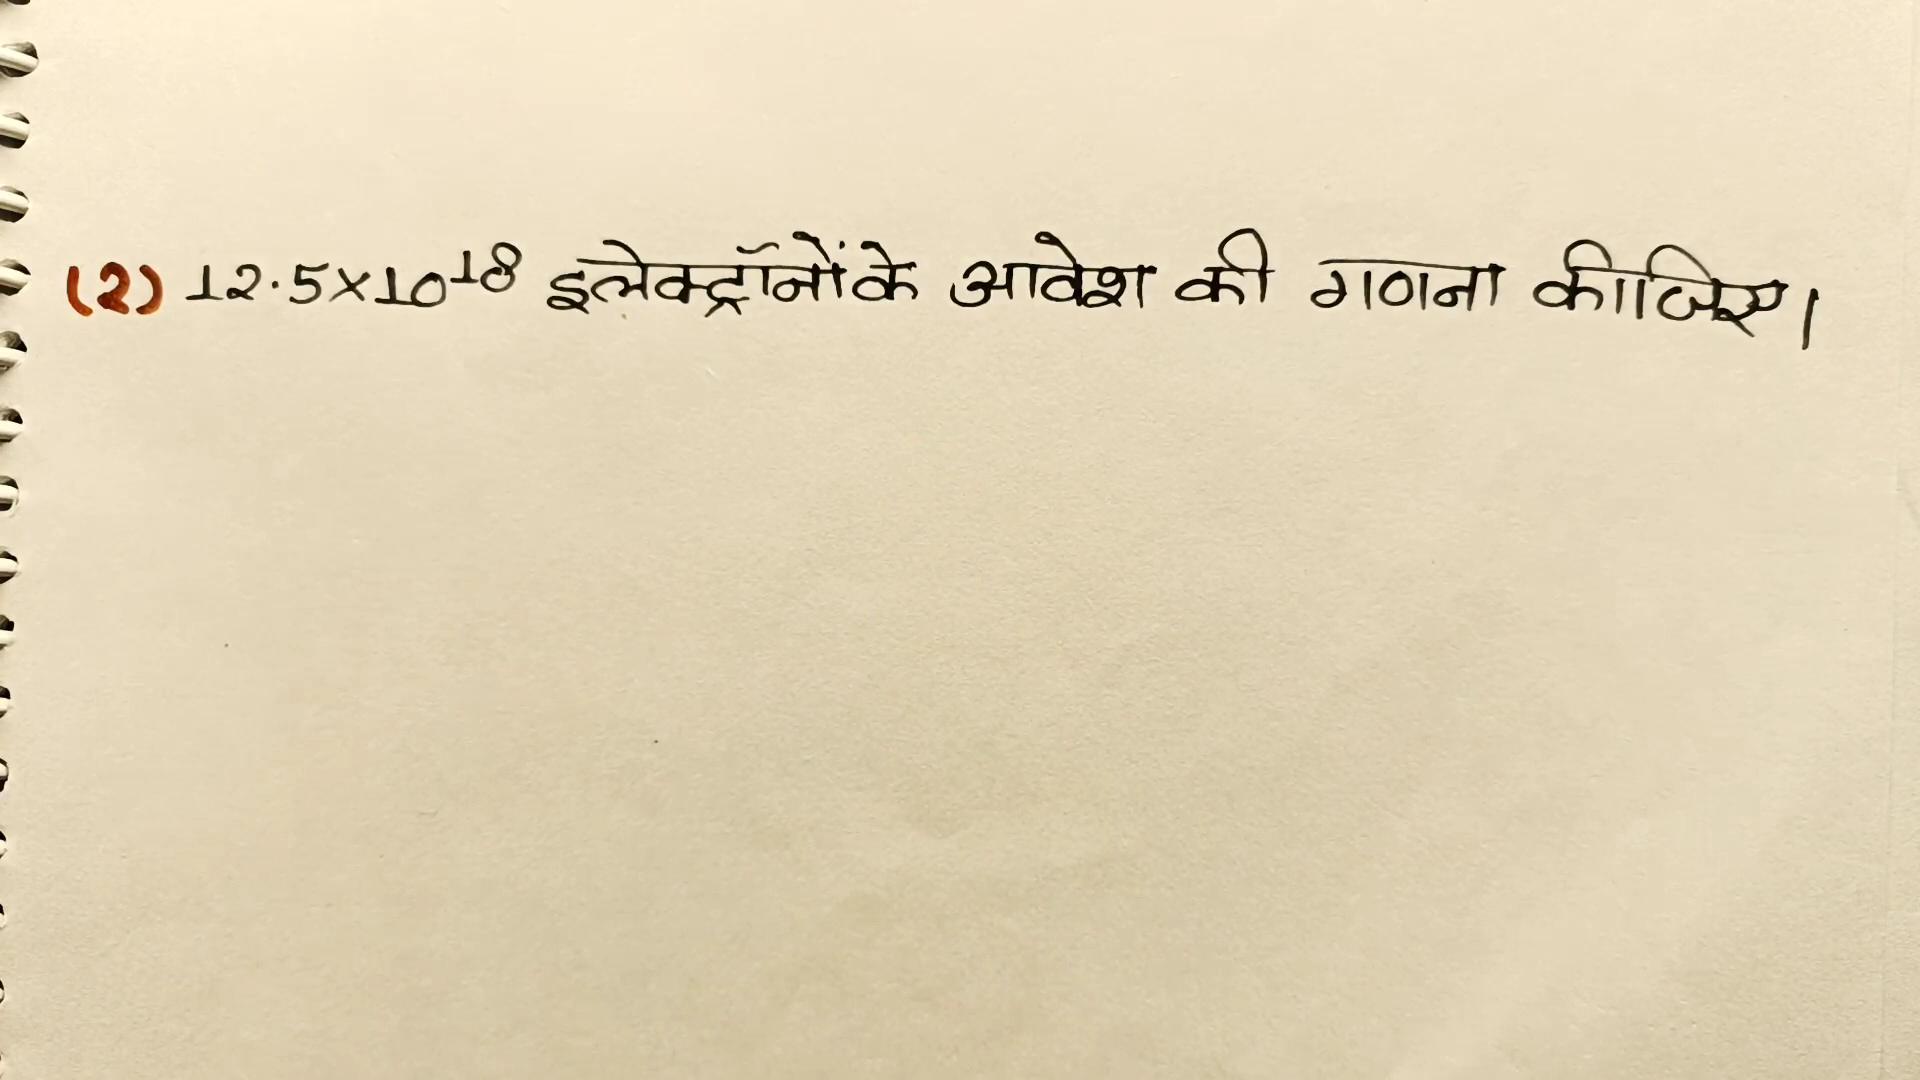 (2) 12.5×10¹⁸ इलेक्ट्रॉनों के आवेश की गणना कीजिए।